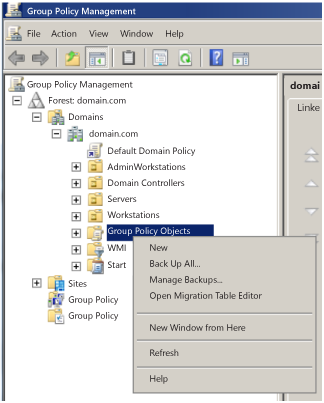 Group Policy Management
File Action View Window Help
Group Policy Management
Forest: domain.com
Domains
domain.com
Default Domain Policy
AdminWorkstations
Domain Controllers
Servers
Workstations
Group Policy Objects
WMI
Start
Sites
Group Policy
Group Policy
New
Back Up All...
Manage Backups...
Open Migration Table Editor
New Window from Here
Refresh
Help
domai
Linke